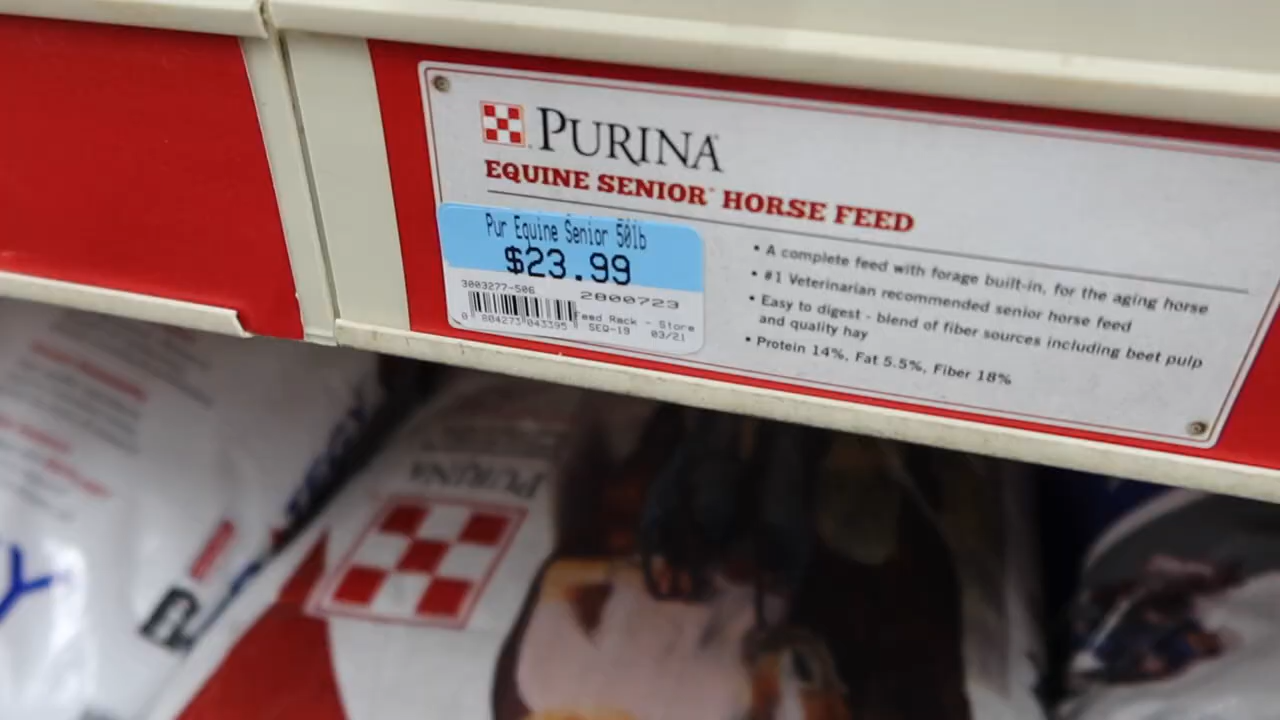 PURINA
EQUINE SENIOR™ HORSE FEED
Pur Equine Senior 50lb
$23.99
3003277-506
2800723
0 804273 043395
Feed Rack - Store
SEQ-19 03/21
• A complete feed with forage built-in, for the aging horse
• #1 Veterinarian recommended senior horse feed
• Easy to digest - blend of fiber sources including beet pulp
and quality hay
• Protein 14%, Fat 5.5%, Fiber 18%
PURINA